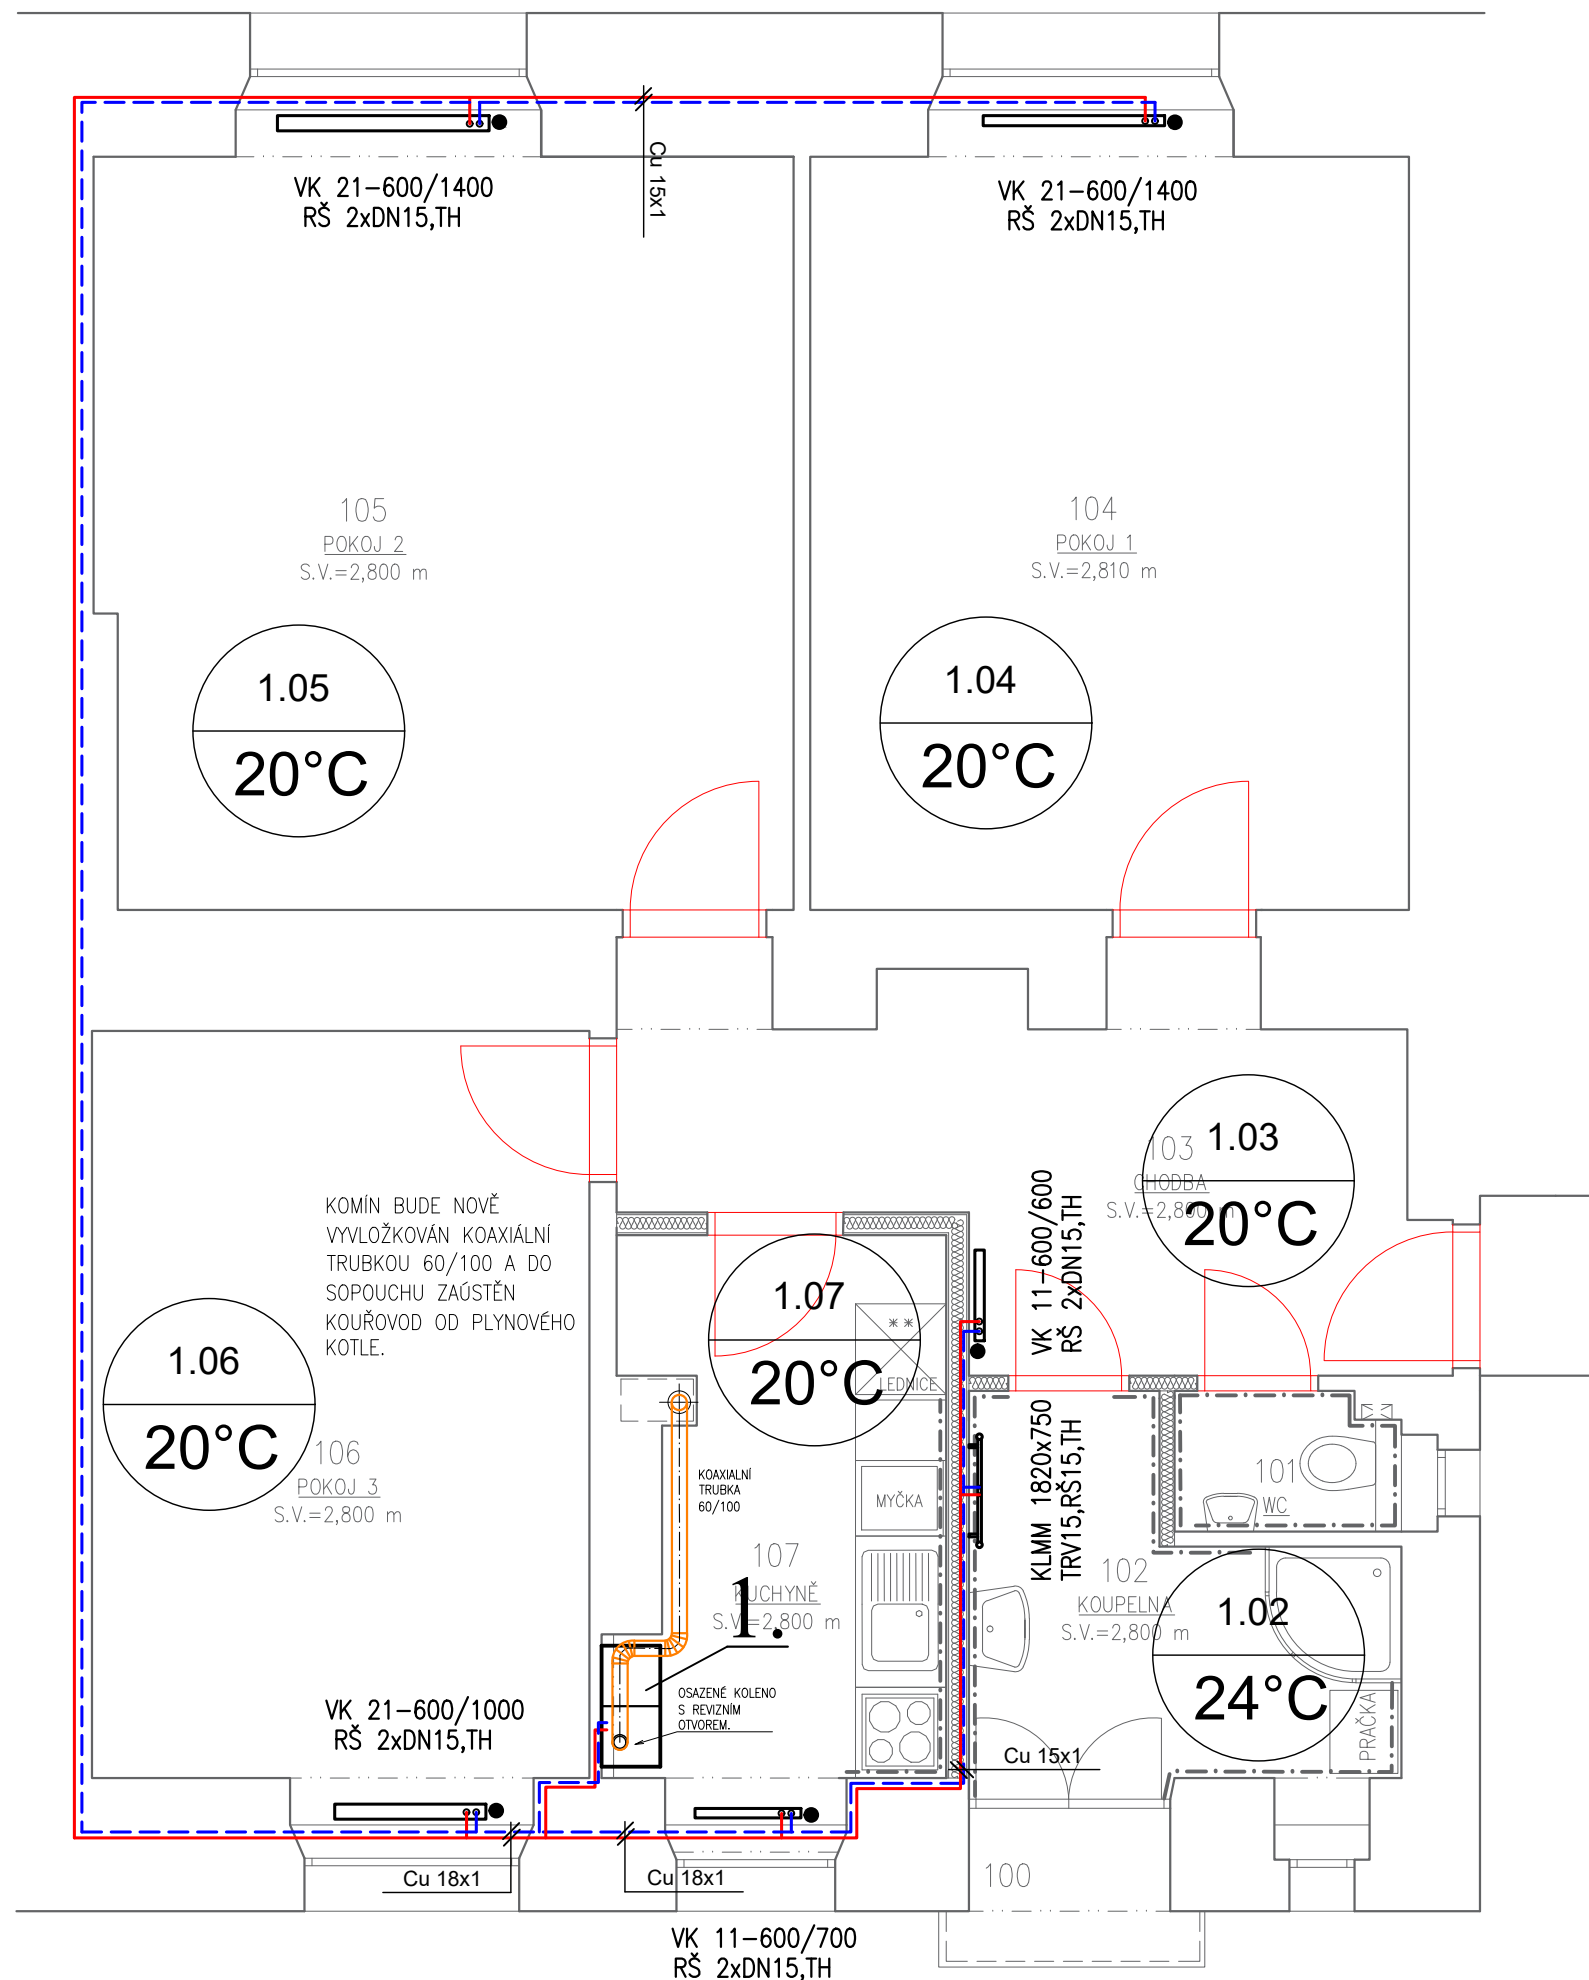 Cu 15x1
VK 21-600/1400
RŠ 2xDN15,TH
VK 21-600/1400
RŠ 2xDN15,TH
105
POKOJ 2
S.V.=2,800 m
104
POKOJ 1
S.V.=2,810 m
1.05
20°C
1.04
20°C
1.03
20°C
103
CHODBA
S.V.=2,800 m
VK 11-600/600
RŠ 2xDN15,TH
KOMÍN BUDE NOVĚ
VYVLOŽKOVÁN KOAXIÁLNÍ
TRUBKOU 60/100 A DO
SOPOUCHU ZAÚSTĚN
KOUŘOVOD OD PLYNOVÉHO
KOTLE.
1.06
20°C
106
POKOJ 3
S.V.=2,800 m
1.07
20°C
**
LEDNICE
KOAXIALNÍ
TRUBKA
60/100
MYČKA
KLMM 1820x750
TRV15,RŠ15,TH
101
WC
107
KUCHYNĚ
S.V.=2,800 m
1.
102
KOUPELNA
S.V.=2,800 m
1.02
24°C
PRAČKA
OSAZENÉ KOLENO
S REVIZNÍM
OTVOREM.
VK 21-600/1000
RŠ 2xDN15,TH
Cu 15x1
Cu 18x1
Cu 18x1
100
VK 11-600/700
RŠ 2xDN15,TH